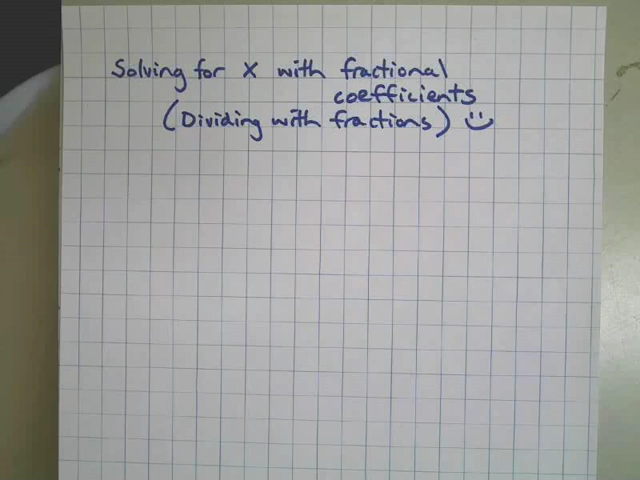 Solving for x with fractional
coefficients
(Dividing with fractions) :)